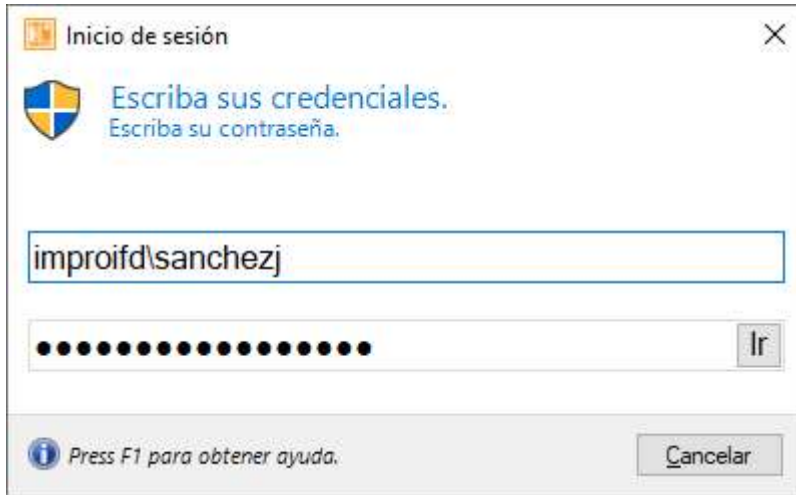 Inicio de sesión
Escriba sus credenciales.
Escriba su contraseña.
improifd\sanchezj
●●●●●●●●●●●●●●●●●
Ir
Press F1 para obtener ayuda.
Cancelar